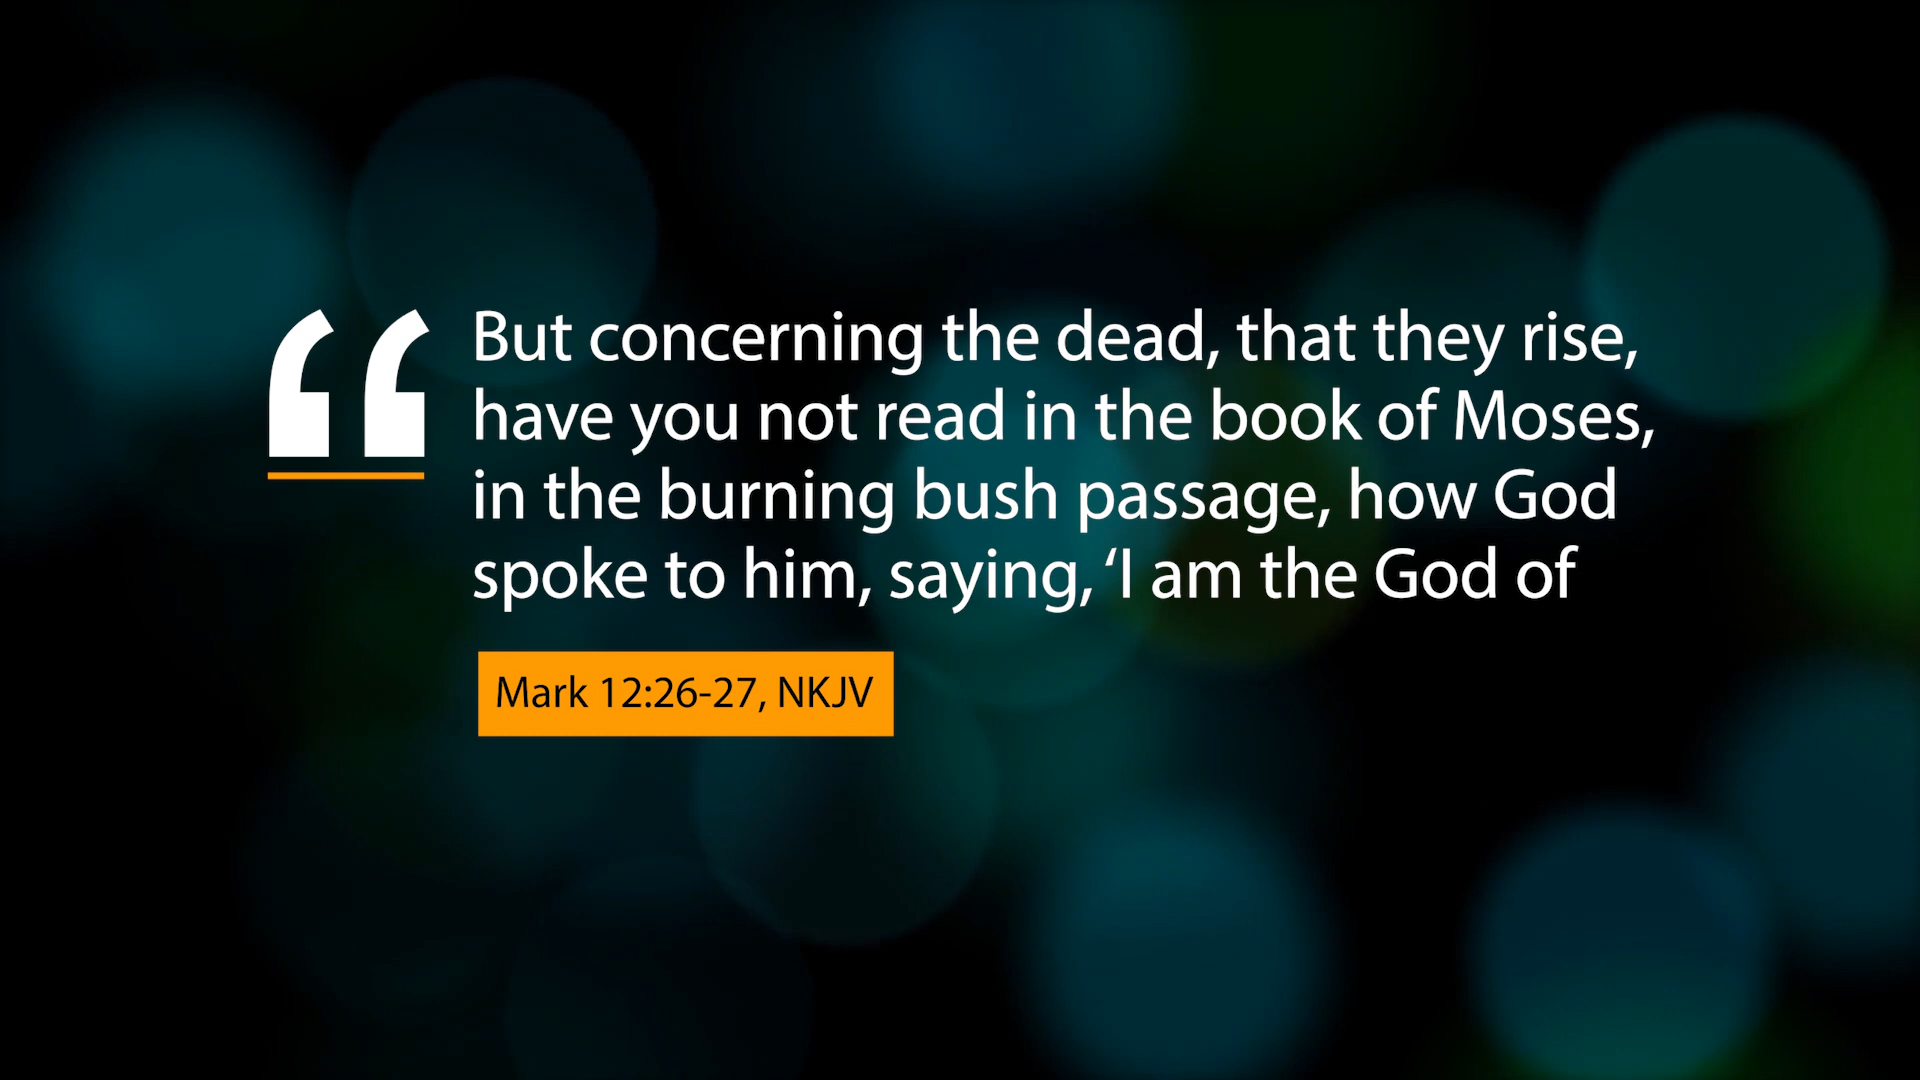 “
But concerning the dead, that they rise,
have you not read in the book of Moses,
in the burning bush passage, how God
spoke to him, saying, ‘I am the God of
Mark 12:26-27, NKJV